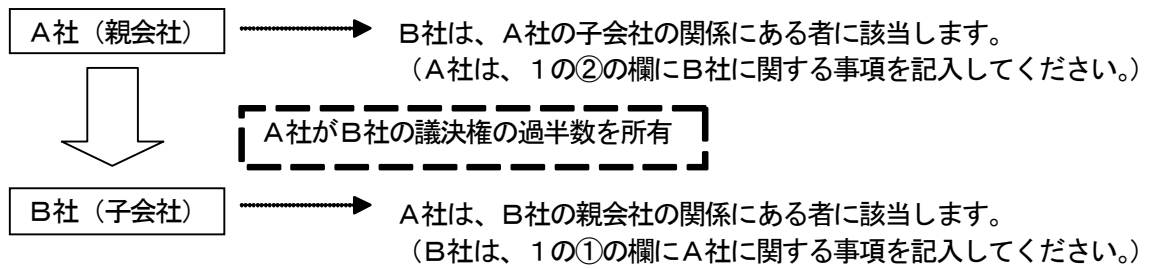 A社（親会社）
B社は、A社の子会社の関係にある者に該当します。
（A社は、１の②の欄にB社に関する事項を記入してください。）
A社がB社の議決権の過半数を所有
B社（子会社）
A社は、B社の親会社の関係にある者に該当します。
（B社は、１の①の欄にA社に関する事項を記入してください。）